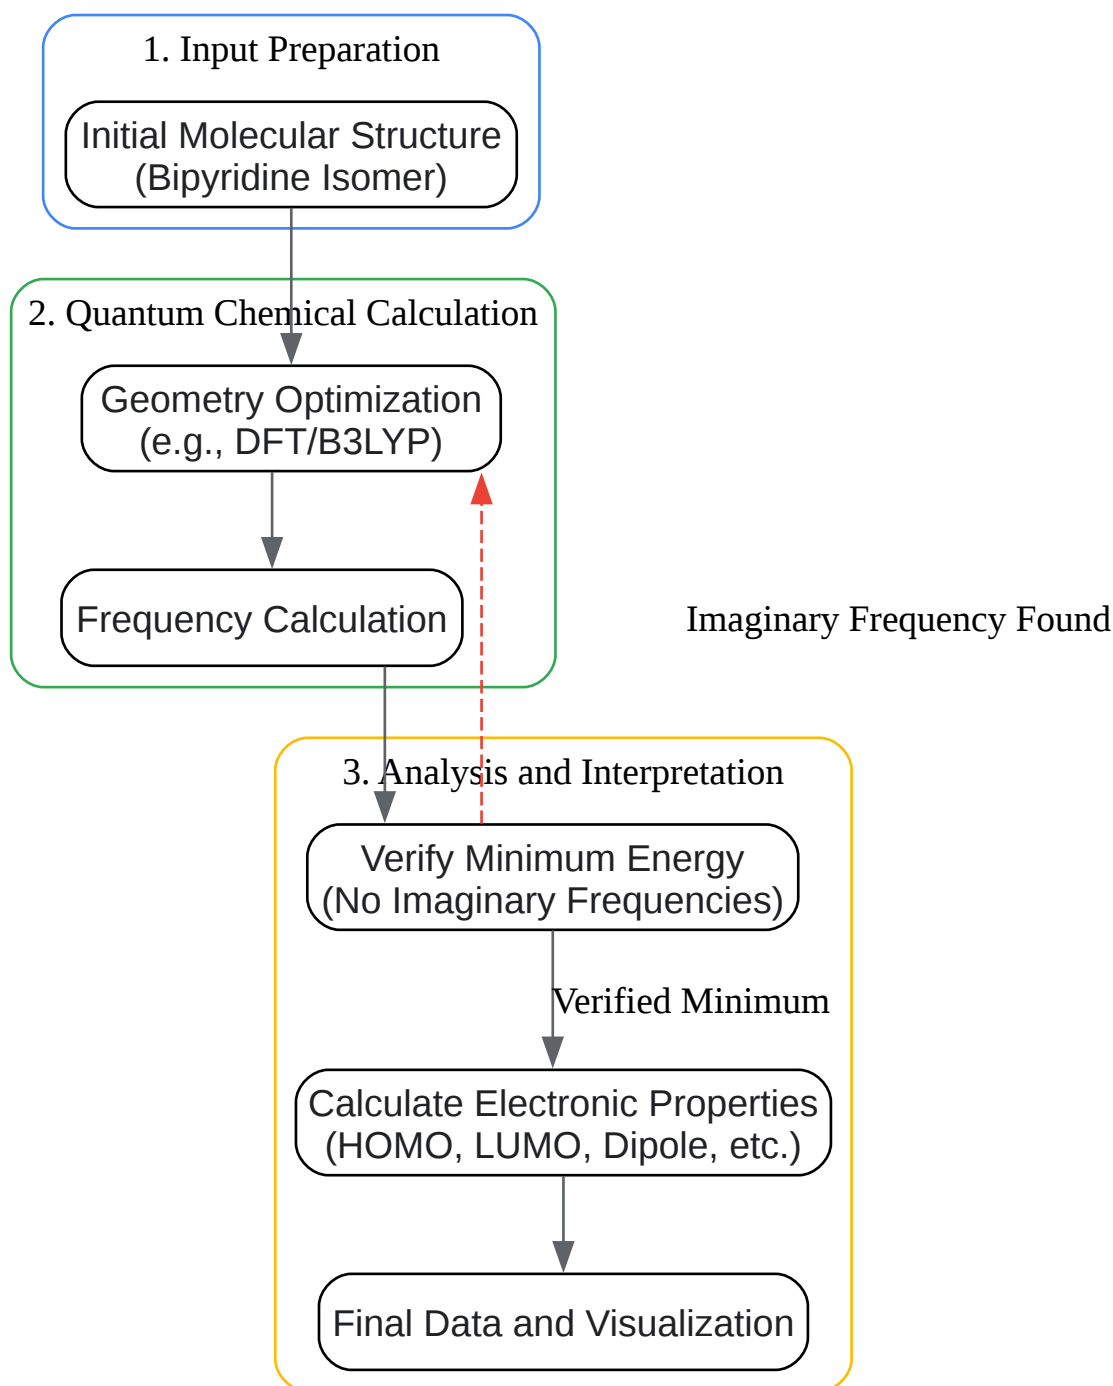 1. Input Preparation
Initial Molecular Structure
(Bipyridine Isomer)
2. Quantum Chemical Calculation
Geometry Optimization
(e.g., DFT/B3LYP)
Frequency Calculation
Imaginary Frequency Found
3. Analysis and Interpretation
Verify Minimum Energy
(No Imaginary Frequencies)
Verified Minimum
Calculate Electronic Properties
(HOMO, LUMO, Dipole, etc.)
Final Data and Visualization